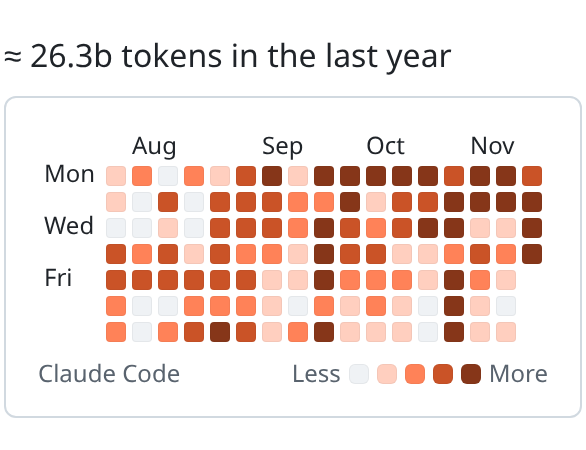 ≈ 26.3b tokens in the last year
Aug Sep Oct Nov
Mon
Wed
Fri
Claude Code Less More